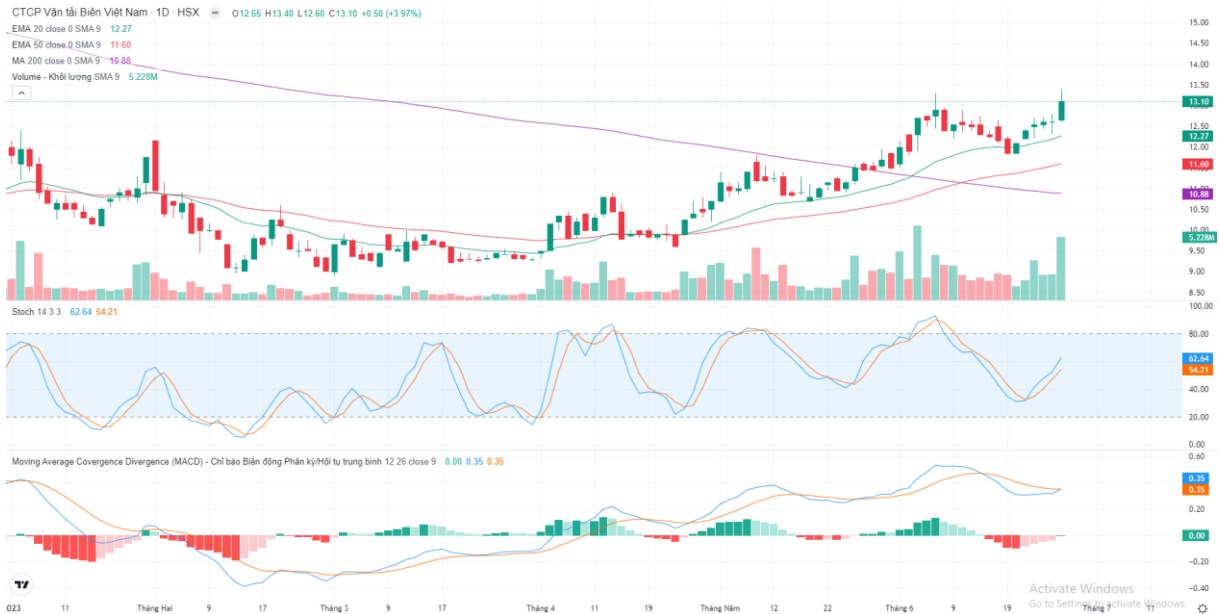 CTCP Vận tải Biển Việt Nam · 1D · HSX O12.65 H13.40 L12.60 C13.10 +0.50 (+3.97%)
EMA 20 close 0 SMA 9 12.27
EMA 50 close 0 SMA 9 11.60
MA 200 close 0 SMA 9 10.88
Volume - Khối lượng SMA 9 5.228M
15.00
14.50
14.00
13.50
13.10
12.50
12.27
12.00
11.60
10.88
10.50
10.00
5.228M
9.50
9.00
8.50
Stoch 14 3 3 62.64 54.21
100.00
80.00
62.64
54.21
40.00
20.00
0.00
Moving Average Covergence Divergence (MACD) - Chỉ báo Biến động Phân kỳ/Hội tụ trung bình 12 26 close 9 0.00 0.35 0.35
0.60
0.35
0.35
0.20
0.00
−0.20
−0.40
Activate Windows
Go to Settings to activate Windows.
023 11 Tháng Hai 9 17 Tháng 3 9 17 Tháng 4 11 19 Tháng Năm 12 22 Tháng 6 9 19 Tháng 7 11